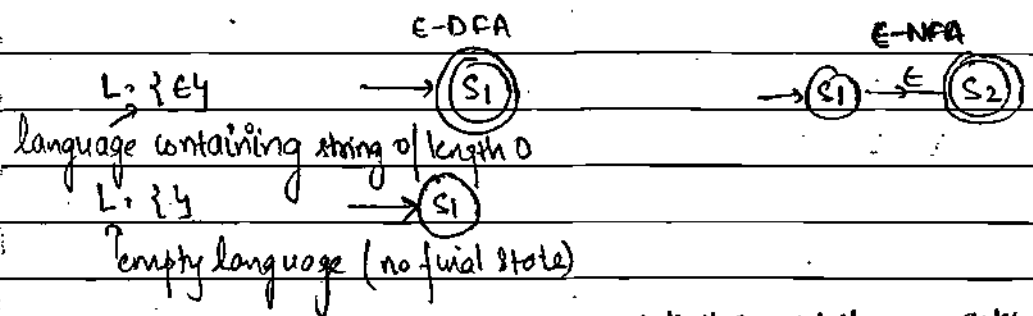 E-DFA
E-NFA
L = {ϵ}
S1
S1 ϵ S2
language containing string of length 0
L = { }
S1
empty language (no final state)